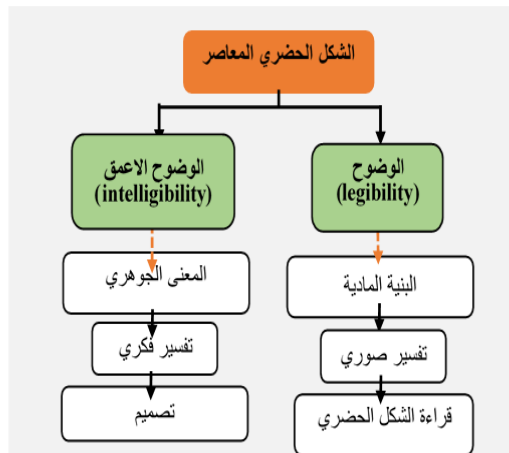 الشكل الحضري المعاصر
الوضوح
(legibility)
الوضوح الاعمق
(intelligibility)
البنية المادية
المعنى الجوهري
تفسير صوري
تفسير فكري
قراءة الشكل الحضري
تصميم